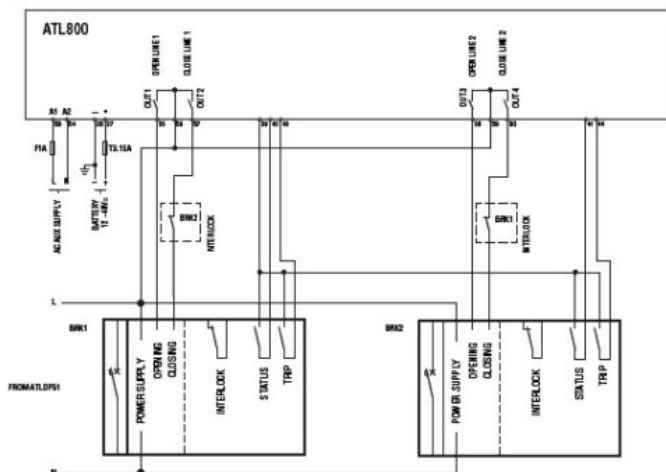 ATL800
OPEN LINE 1
CLOSE LINE 1
OPEN LINE 2
CLOSE LINE 2
OUT1
OUT2
OUT3
OUT4
A1 A2
- +
F1A
T3.15A
L N
- +
AC AUX SUPPLY
BATTERY
12 -48V=
BRK2
INTERLOCK
BRK1
INTERLOCK
L
BRK1
BRK2
FROM ATLDPS1
POWER SUPPLY
OPENING
CLOSING
INTERLOCK
STATUS
TRIP
POWER SUPPLY
OPENING
CLOSING
INTERLOCK
STATUS
TRIP